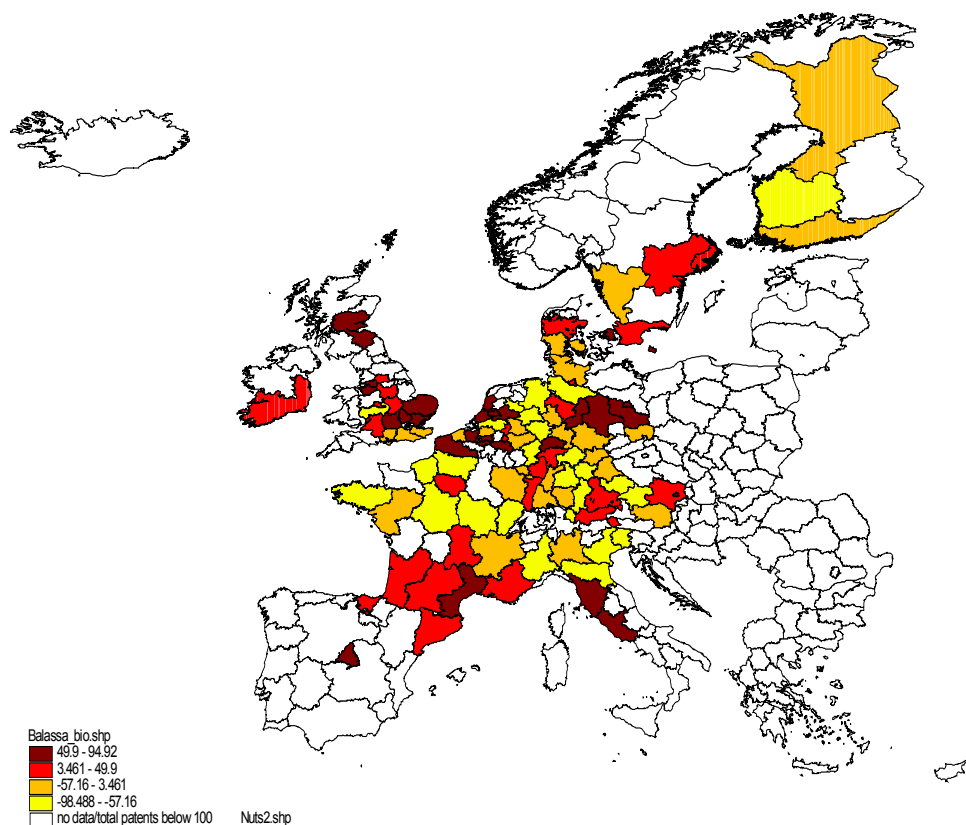 Balassa_bio.shp
49.9 - 94.92
3.461 - 49.9
-57.16 - 3.461
-98.488 - -57.16
no data/total patents below 100 Nuts2.shp